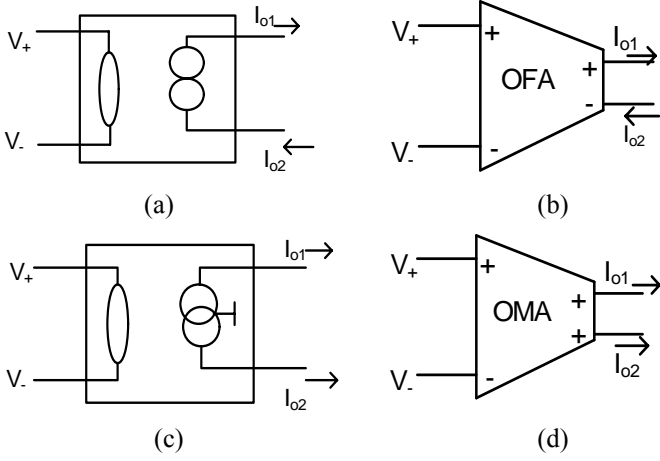 V+
V-
Io1
Io2
(a)
V+
V-
+
-
OFA
+
-
Io1
Io2
(b)
V+
V-
Io1
Io2
(c)
V+
V-
+
-
OMA
+
+
Io1
Io2
(d)